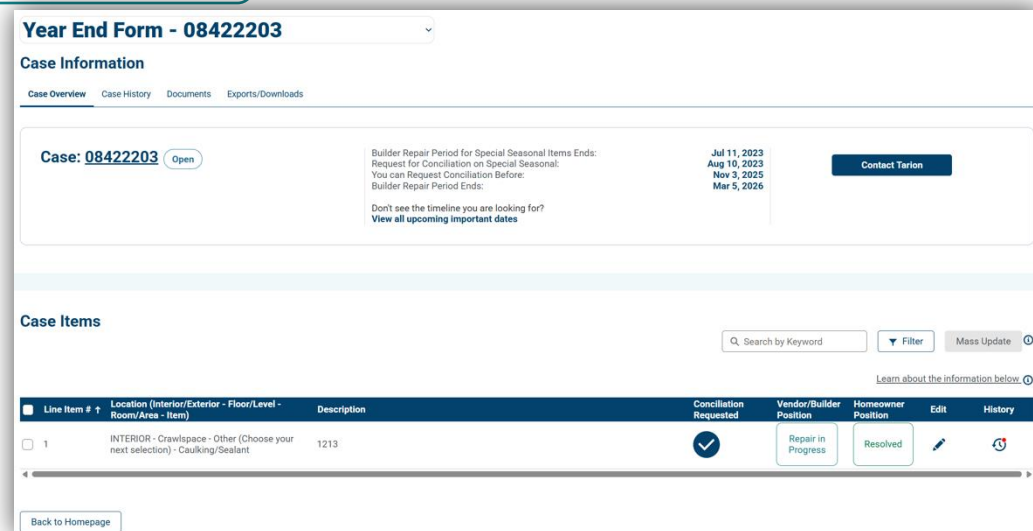 Year End Form - 08422203
Case Information
Case Overview Case History Documents Exports/Downloads
Case: 08422203 Open
Builder Repair Period for Special Seasonal Items Ends: Jul 11, 2023
Request for Conciliation on Special Seasonal: Aug 10, 2023
You can Request Conciliation Before: Nov 3, 2025
Builder Repair Period Ends: Mar 5, 2026
Don't see the timeline you are looking for?
View all upcoming important dates
Contact Tarion
Case Items
Search by Keyword Filter Mass Update
Learn about the information below
Line Item # ↑ Location (Interior/Exterior - Floor/Level - Room/Area - Item) Description Conciliation Requested Vendor/Builder Position Homeowner Position Edit History
1 INTERIOR - Crawlspace - Other (Choose your next selection) - Caulking/Sealant 1213 Repair in Progress Resolved
Back to Homepage